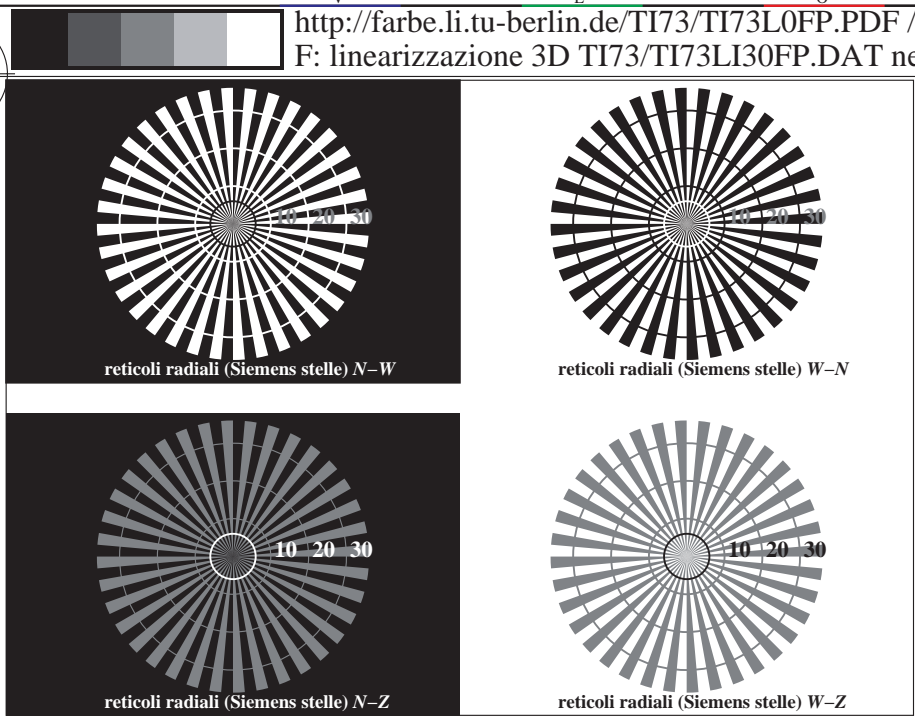 http://farbe.li.tu-berlin.de/TI73/TI73L0FP.PDF /
F: linearizzazione 3D TI73/TI73LI30FP.DAT ne
10 20 30
reticoli radiali (Siemens stelle) N–W
10 20 30
reticoli radiali (Siemens stelle) W–N
10 20 30
reticoli radiali (Siemens stelle) N–Z
10 20 30
reticoli radiali (Siemens stelle) W–Z